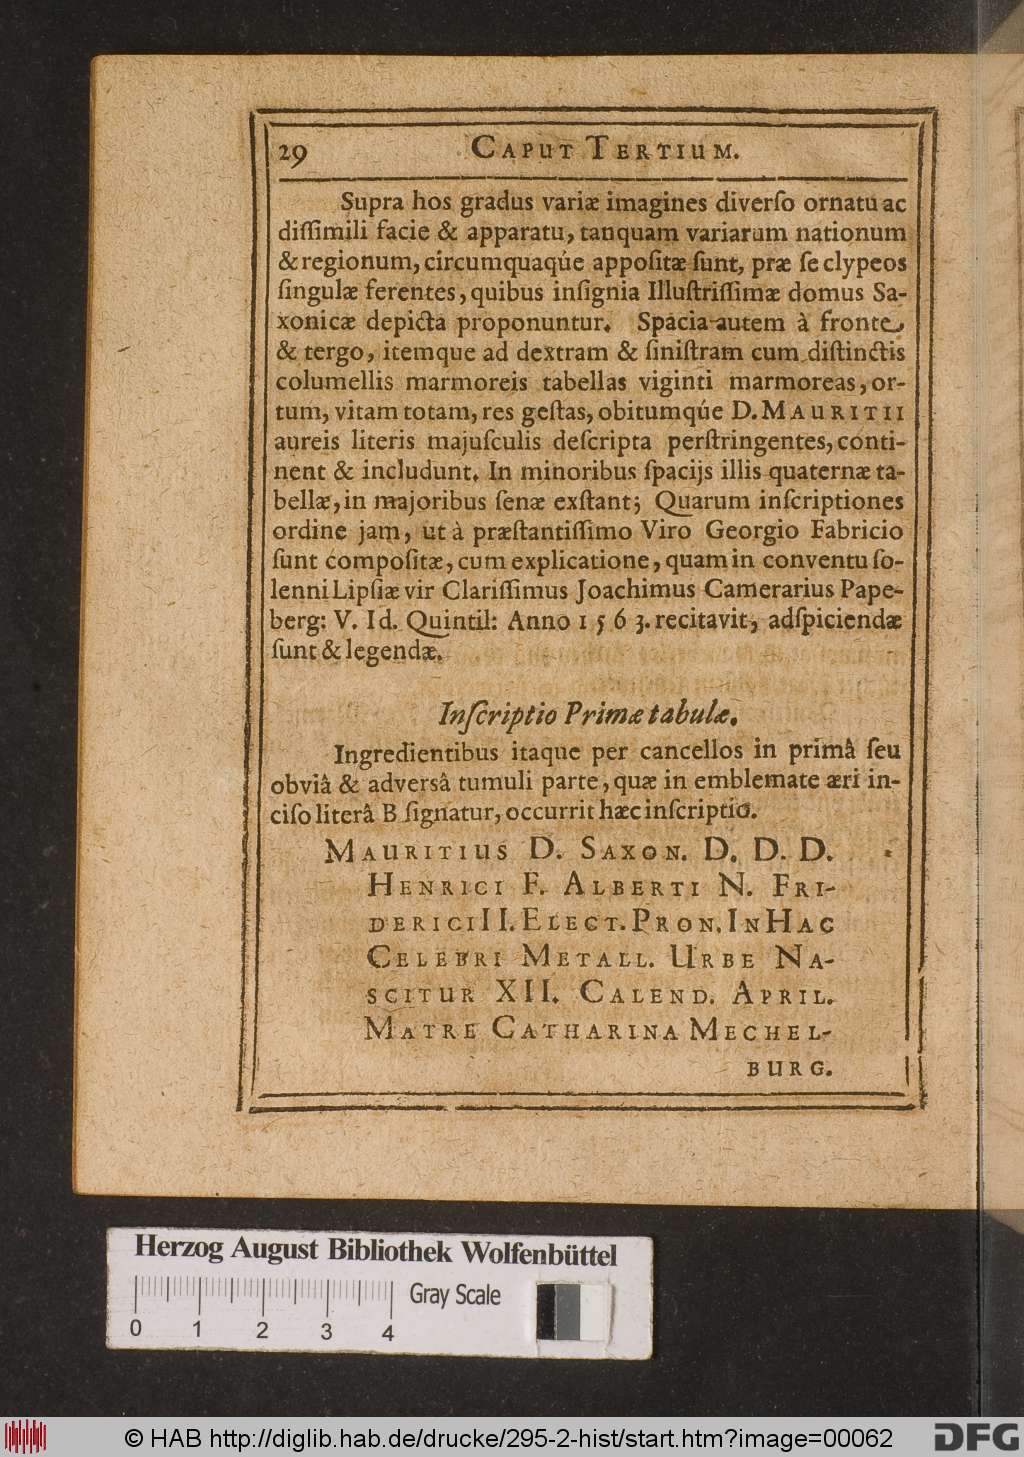 29 CAPUT TERTIUM.
Supra hos gradus variæ imagines diverſo ornatu ac
diſſimili facie & apparatu, tanquam variarum nationum
& regionum, circumquaqúe appoſitæ ſunt, præ ſe clypeos
ſingulæ ferentes, quibus inſignia Illuſtriſſimæ domus Sa-
xonicæ depicta proponuntur. Spacia autem à fronte,
& tergo, itemque ad dextram & ſiniſtram cum diſtinctis
columellis marmoreis tabellas viginti marmoreas, or-
tum, vitam totam, res geſtas, obitumqúe D. MAURITII
aureis literis majuſculis deſcripta perſtringentes, conti-
nent & includunt. In minoribus ſpacijs illis quaternæ ta-
bellæ, in majoribus ſenæ exſtant; Quarum inſcriptiones
ordine jam, ut à præſtantiſſimo Viro Georgio Fabricio
ſunt compoſitæ, cum explicatione, quam in conventu ſo-
lenni Lipſiæ vir Clariſſimus Joachimus Camerarius Pape-
berg: V. Id. Quintil: Anno 1563. recitavit, adſpiciendæ
ſunt & legendæ.
Inſcriptio Primæ tabulæ.
Ingredientibus itaque per cancellos in primâ ſeu
obviâ & adversâ tumuli parte, quæ in emblemate æri in-
ciſo literâ B ſignatur, occurrit hæc inſcriptio.
MAURITIUS D. SAXON. D. D. D.
HENRICI F. ALBERTI N. FRI-
DERICI II. ELECT. PRON. IN HAC
CELEBRI METALL. URBE NA-
SCITUR XII. CALEND. APRIL.
MATRE CATHARINA MECHEL-
BURG.
Herzog August Bibliothek Wolfenbüttel
Gray Scale
0 1 2 3 4
© HAB http://diglib.hab.de/drucke/295-2-hist/start.htm?image=00062
DFG